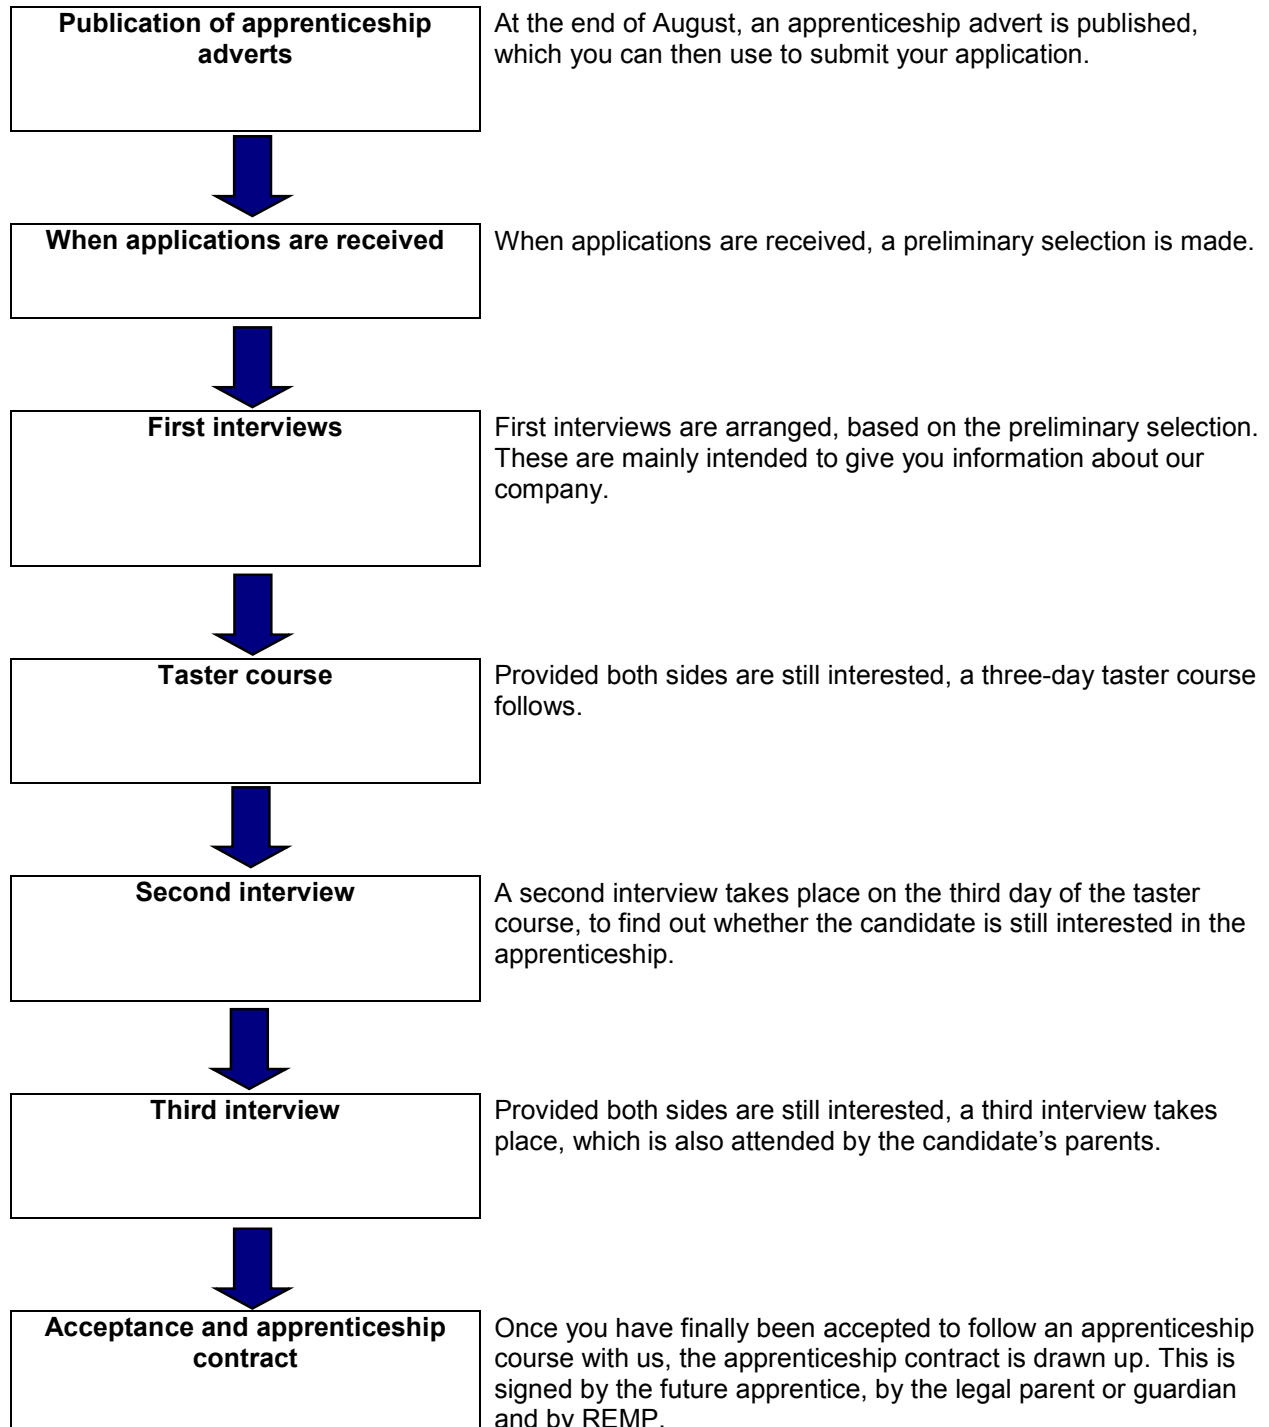 Publication of apprenticeship
adverts
At the end of August, an apprenticeship advert is published,
which you can then use to submit your application.
When applications are received
When applications are received, a preliminary selection is made.
First interviews
First interviews are arranged, based on the preliminary selection.
These are mainly intended to give you information about our
company.
Taster course
Provided both sides are still interested, a three-day taster course
follows.
Second interview
A second interview takes place on the third day of the taster
course, to find out whether the candidate is still interested in the
apprenticeship.
Third interview
Provided both sides are still interested, a third interview takes
place, which is also attended by the candidate’s parents.
Acceptance and apprenticeship
contract
Once you have finally been accepted to follow an apprenticeship
course with us, the apprenticeship contract is drawn up. This is
signed by the future apprentice, by the legal parent or guardian
and by REMP.